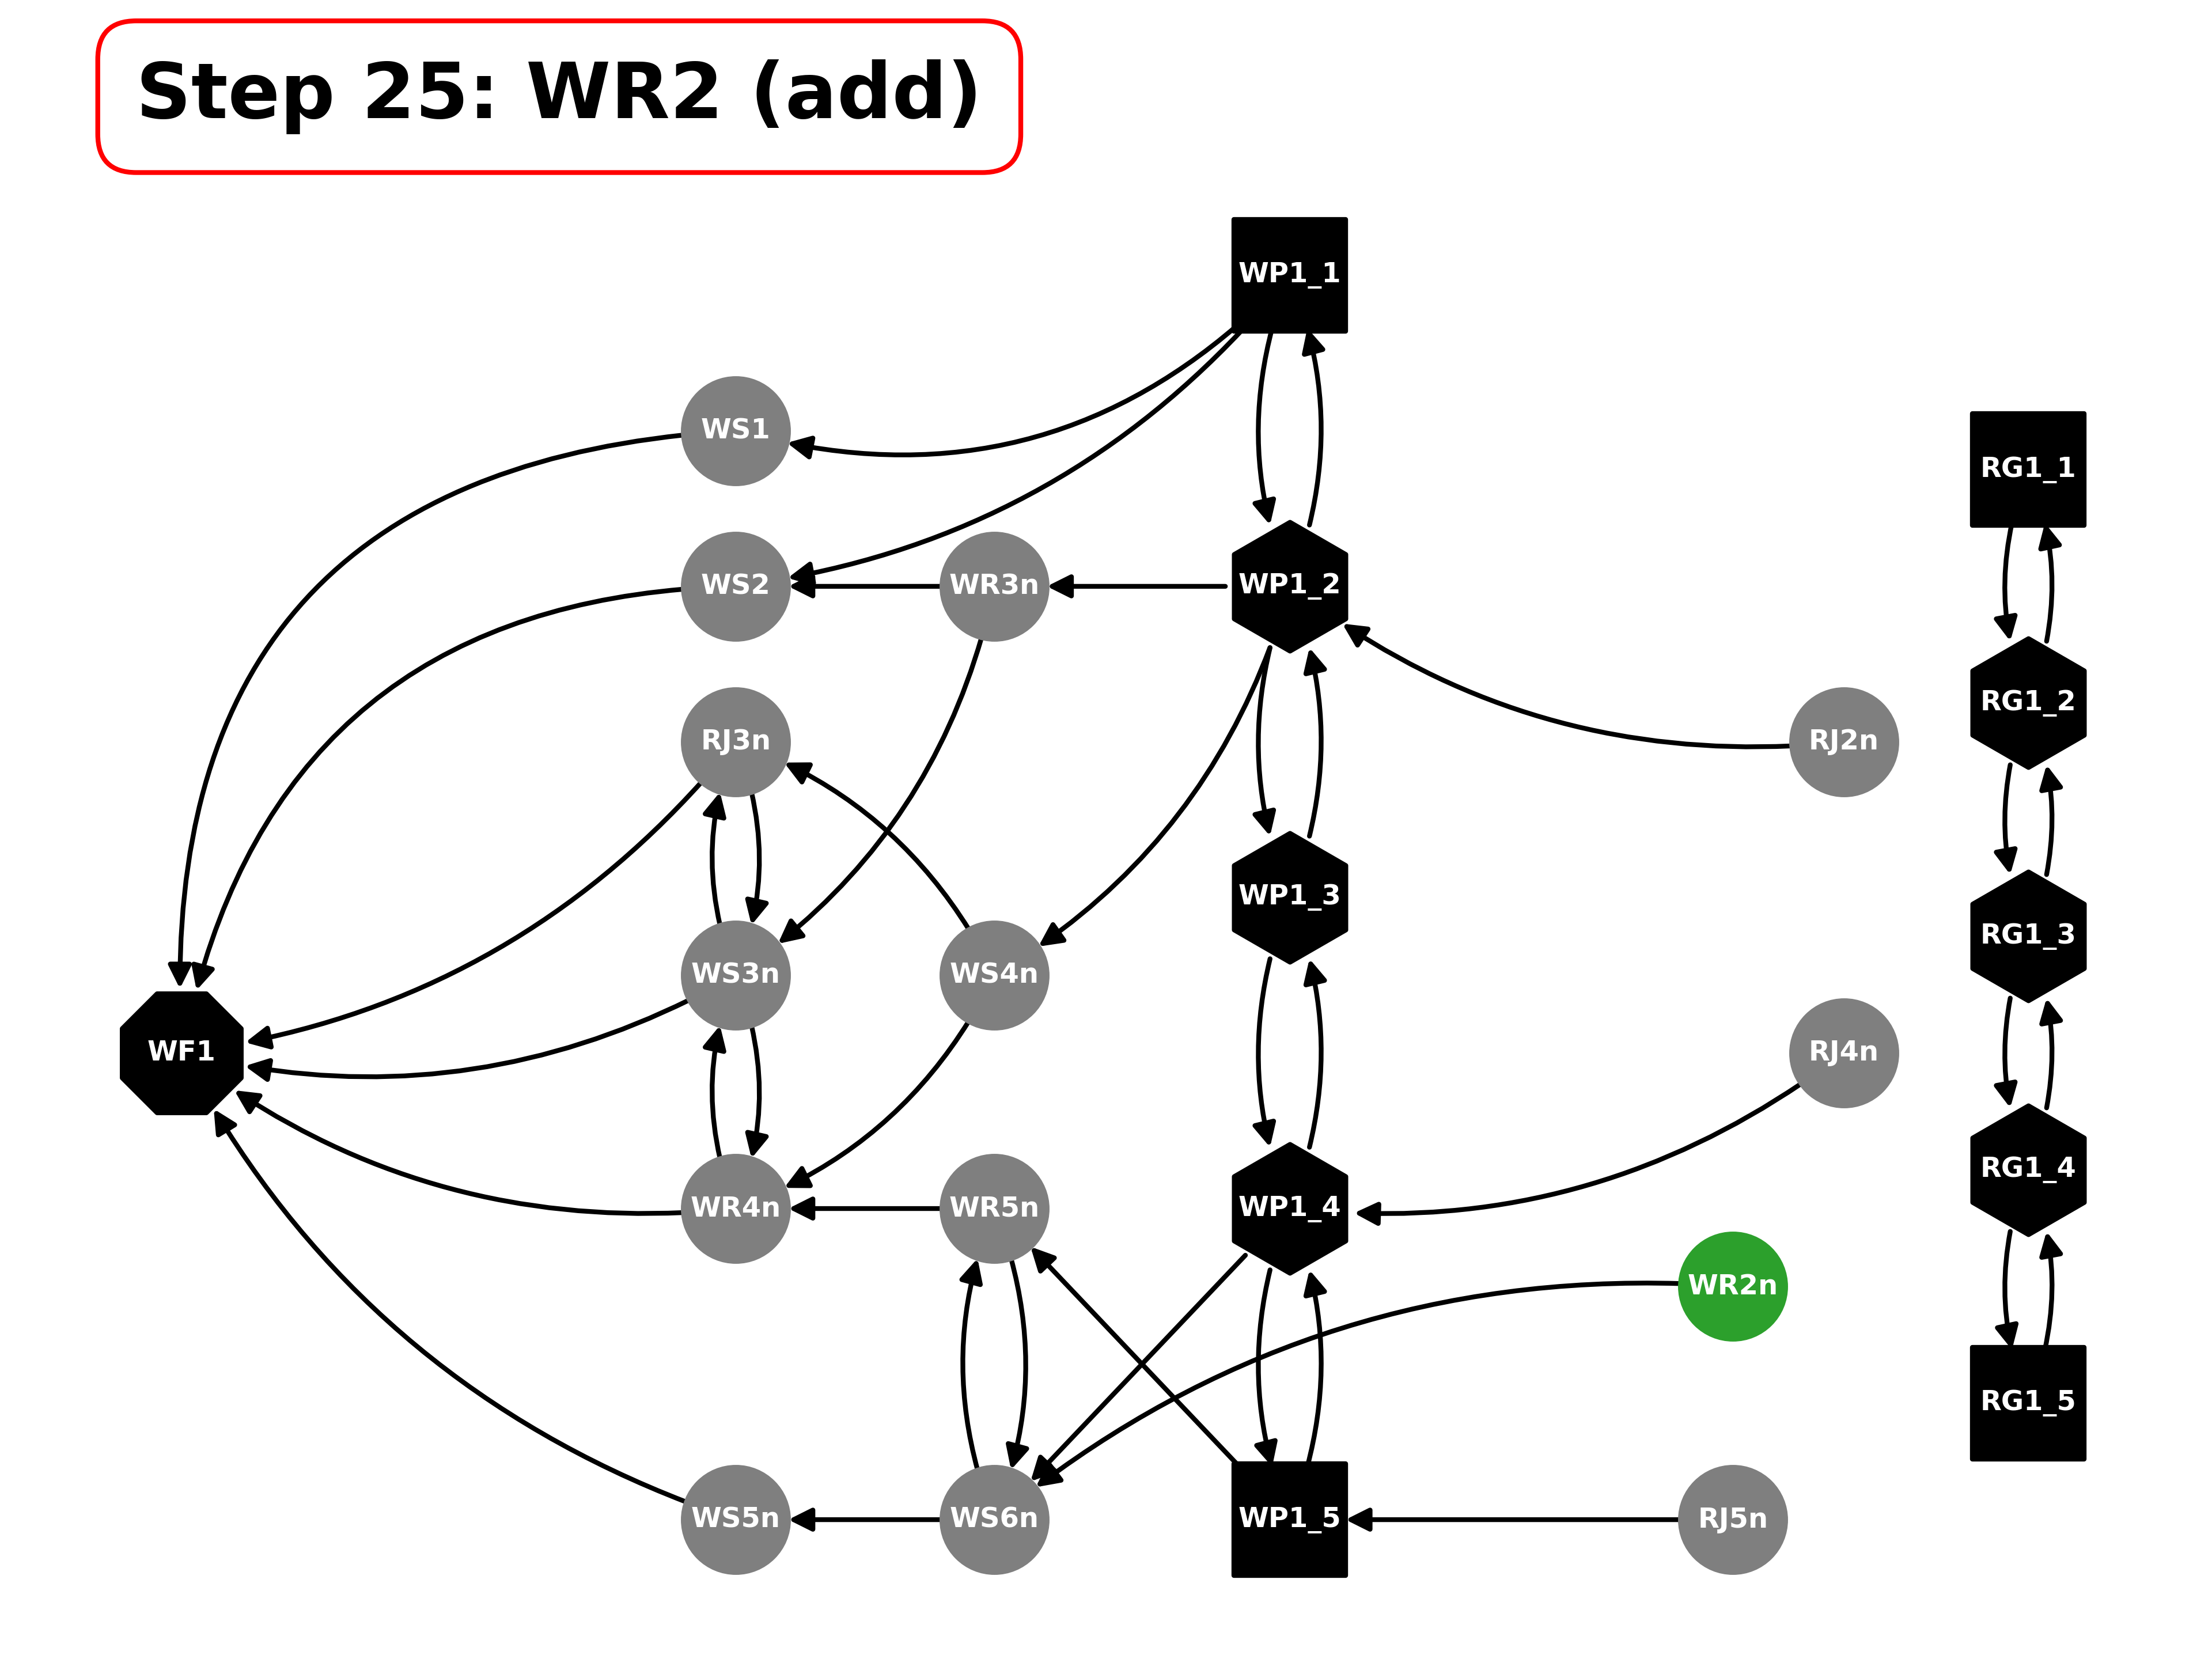 Step 25: WR2 (add)
WP1_1
WS1
RG1_1
WS2
WR3n
WP1_2
RG1_2
RJ3n
RJ2n
WP1_3
RG1_3
WS3n
WS4n
WF1
RJ4n
RG1_4
WR4n
WR5n
WP1_4
WR2n
RG1_5
WS5n
WS6n
WP1_5
RJ5n